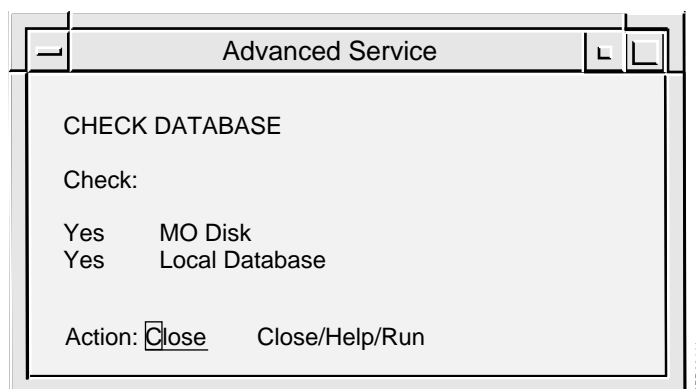 Advanced Service
CHECK DATABASE
Check:
Yes MO Disk
Yes Local Database
Action: Close Close/Help/Run